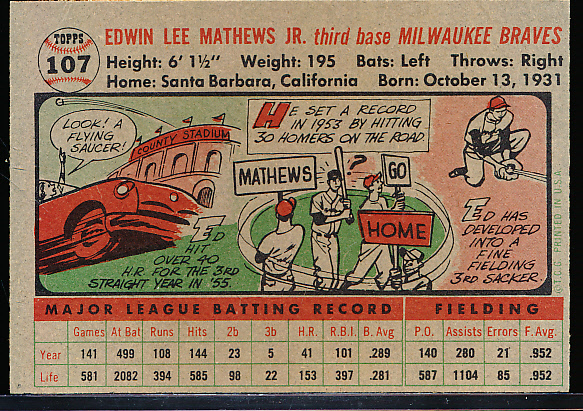 TOPPS
107
EDWIN LEE MATHEWS JR. third base MILWAUKEE BRAVES
Height: 6' 1½" Weight: 195 Bats: Left Throws: Right
Home: Santa Barbara, California Born: October 13, 1931
LOOK! A
FLYING
SAUCER!
COUNTY STADIUM
ED
HIT
OVER 40
H.R. FOR THE 3RD
STRAIGHT YEAR IN '55.
HE SET A RECORD
IN 1953 BY HITTING
30 HOMERS ON THE ROAD.
MATHEWS
?
GO
HOME
ED HAS
DEVELOPED
INTO A
FINE
FIELDING
3RD SACKER.
PRINTED IN U.S.A.
MAJOR LEAGUE BATTING RECORD FIELDING
Games At Bat Runs Hits 2b 3b H.R. R.B.I. B. Avg P.O. Assists Errors F. Avg.
Year 141 499 108 144 23 5 41 101 .289 140 280 21 .952
Life 581 2092 394 585 98 22 153 397 .281 587 1104 85 .952